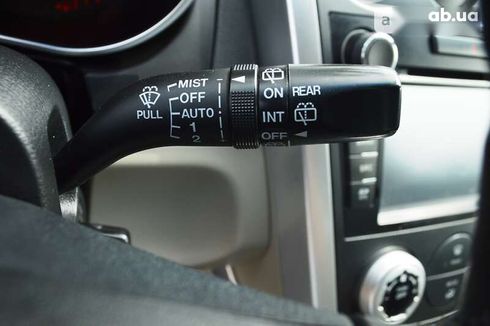 ab.ua
MIST
OFF
PULL
AUTO
1
2
ON
REAR
INT
OFF